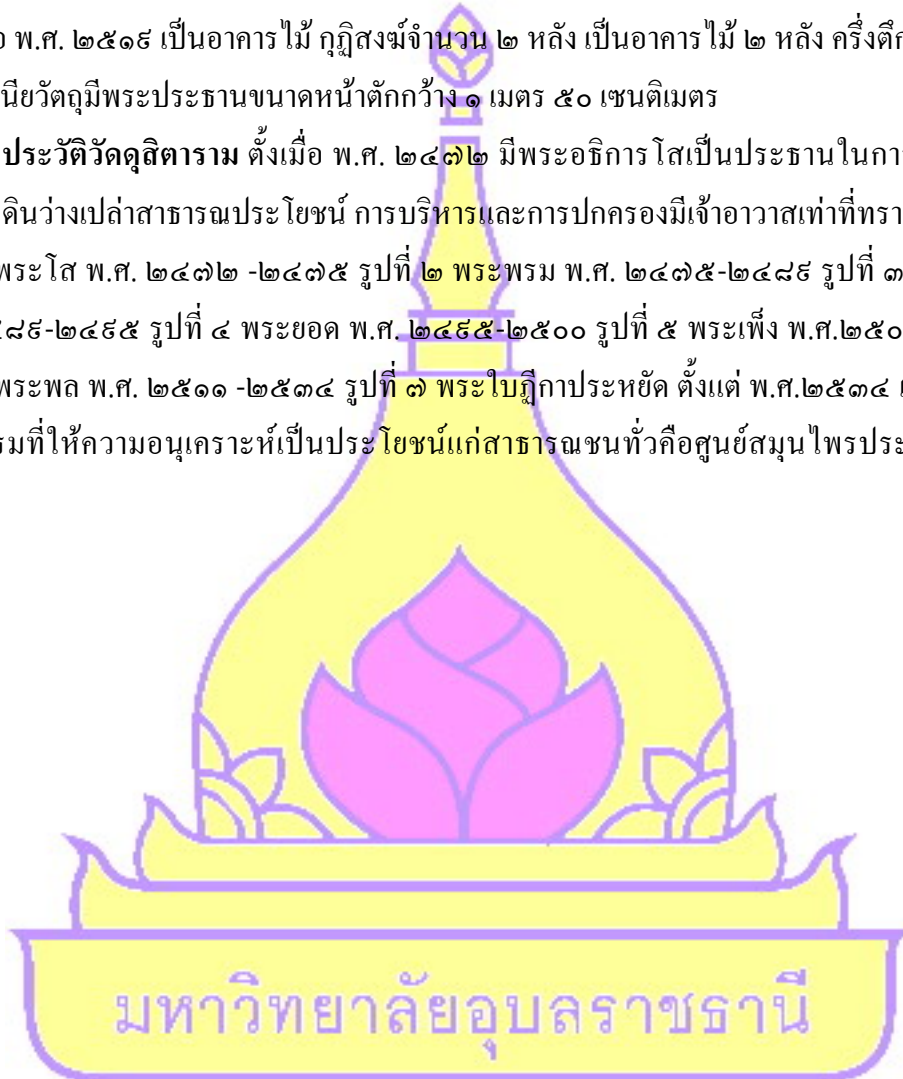 พ.ศ. ๒๕๑๙ เป็นอาคารไม้ กุฏิสงฆ์จำนวน ๒ หลัง เป็นอาคารไม้ ๒ หลัง ครึ่งตึก
นียวัตถุมีพระประธานขนาดหน้าตักกว้าง ๑ เมตร ๕๐ เซนติเมตร
ประวัติวัดดุสิตาราม ตั้งเมื่อ พ.ศ. ๒๔๗๒ มีพระอธิการโสเป็นประธานในกา
ดินว่างเปล่าสาธารณประโยชน์ การบริหารและการปกครองมีเจ้าอาวาสเท่าที่ทรา
พระโส พ.ศ. ๒๔๗๒ -๒๔๗๕ รูปที่ ๒ พระพรม พ.ศ. ๒๔๗๕-๒๔๘๙ รูปที่ ๓
๘๙-๒๔๙๕ รูปที่ ๔ พระยอด พ.ศ. ๒๔๙๕-๒๕๐๐ รูปที่ ๕ พระเพ็ง พ.ศ.๒๕๐
พระพล พ.ศ. ๒๕๑๑ -๒๕๓๔ รูปที่ ๗ พระใบฎีกาประหยัด ตั้งแต่ พ.ศ.๒๕๓๔
รมที่ให้ความอนุเคราะห์เป็นประโยชน์แก่สาธารณชนทั่วคือศูนย์สมุนไพรประ
มหาวิทยาลัยอุบลราชธานี